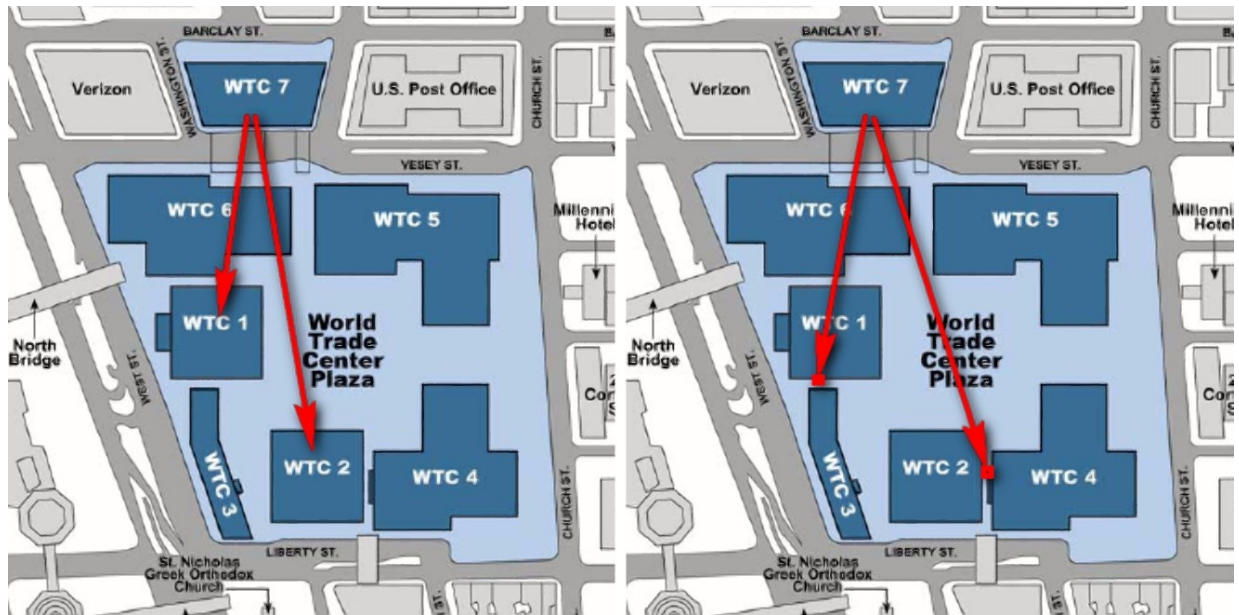 BARCLAY ST.
WASHINGTON ST.
CHURCH ST.
Verizon
WTC 7
U.S. Post Office
VESEY ST.
WTC 6
WTC 5
Millenni
Hotel
WTC 1
World
Trade
Center
Plaza
North
Bridge
WEST ST.
WTC 3
WTC 2
WTC 4
CHURCH ST.
LIBERTY ST.
St. Nicholas
Greek Orthodox
Church
BARCLAY ST.
WASHINGTON ST.
CHURCH ST.
Verizon
WTC 7
U.S. Post Office
VESEY ST.
WTC 6
WTC 5
Millenni
Hotel
WTC 1
World
Trade
Center
Plaza
North
Bridge
WEST ST.
WTC 3
WTC 2
WTC 4
CHURCH ST.
LIBERTY ST.
St. Nicholas
Greek Orthodox
Church